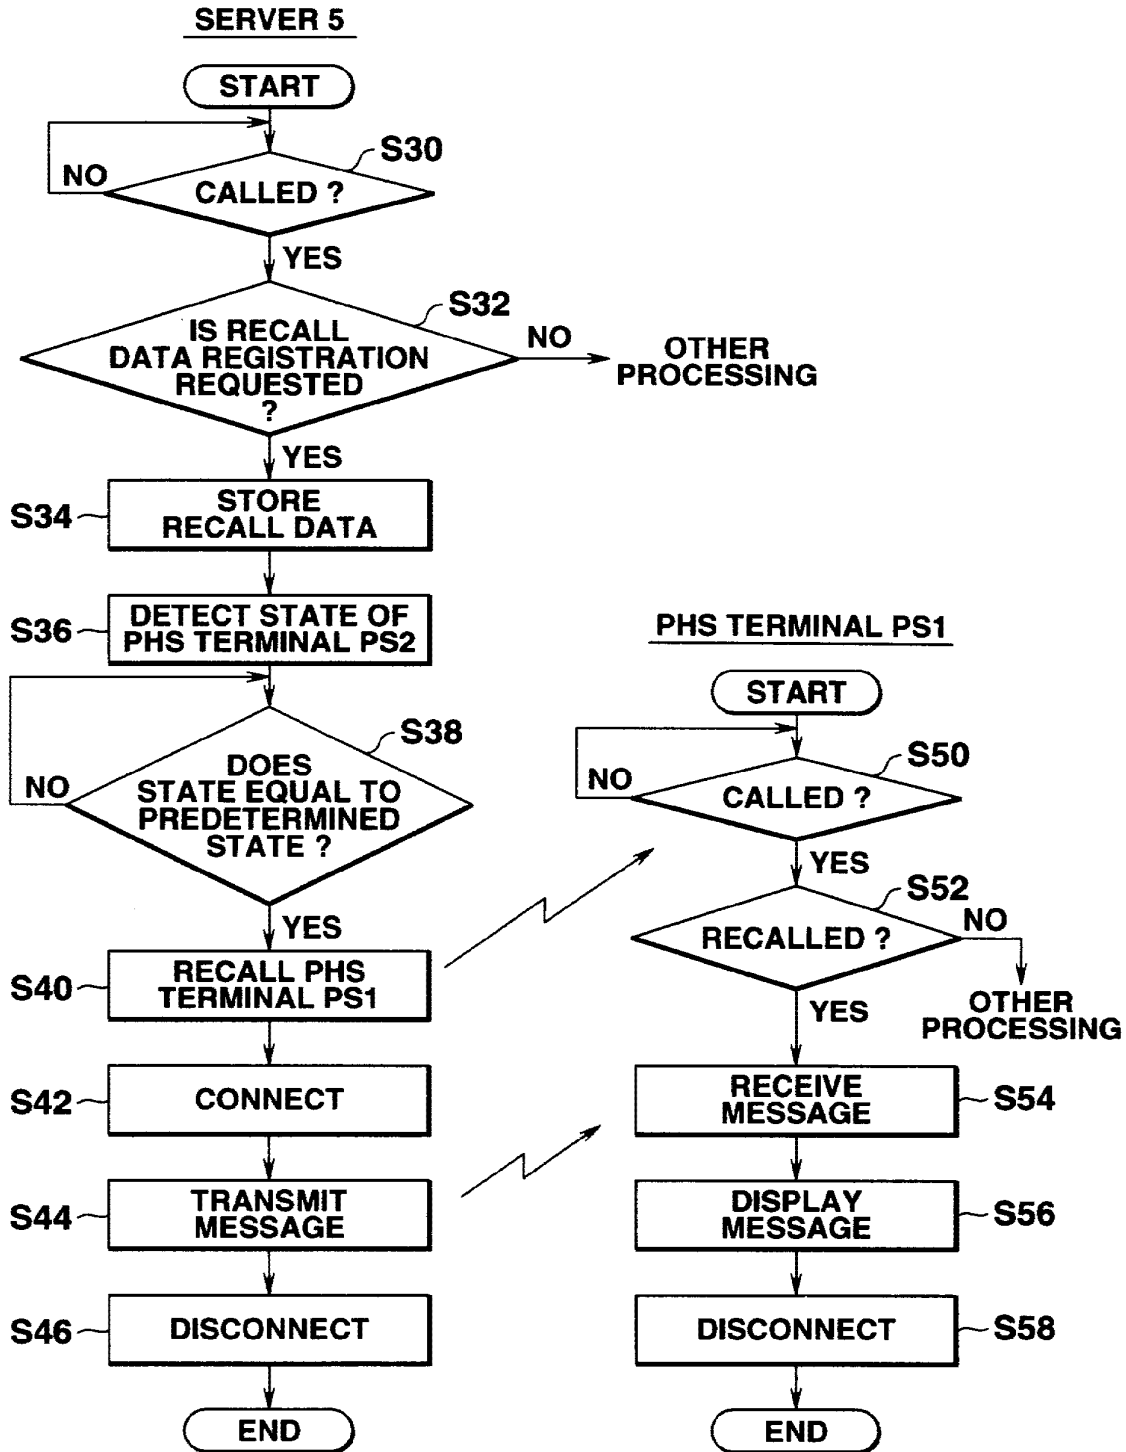 SERVER 5
START
S30
NO
CALLED ?
YES
S32
IS RECALL
DATA REGISTRATION
REQUESTED
?
NO
OTHER
PROCESSING
YES
S34
STORE
RECALL DATA
S36
DETECT STATE OF
PHS TERMINAL PS2
S38
NO
DOES
STATE EQUAL TO
PREDETERMINED
STATE ?
YES
S40
RECALL PHS
TERMINAL PS1
S42
CONNECT
S44
TRANSMIT
MESSAGE
S46
DISCONNECT
END
PHS TERMINAL PS1
START
S50
NO
CALLED ?
YES
S52
RECALLED ?
NO
OTHER
PROCESSING
YES
RECEIVE
MESSAGE
S54
DISPLAY
MESSAGE
S56
DISCONNECT
S58
END